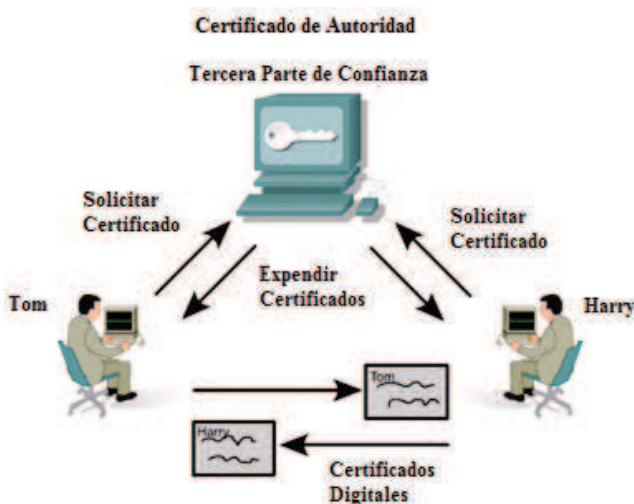 Certificado de Autoridad
Tercera Parte de Confianza
Solicitar
Certificado
Solicitar
Certificado
Expendir
Certificados
Tom
Harry
Tom
Harry
Certificados
Digitales